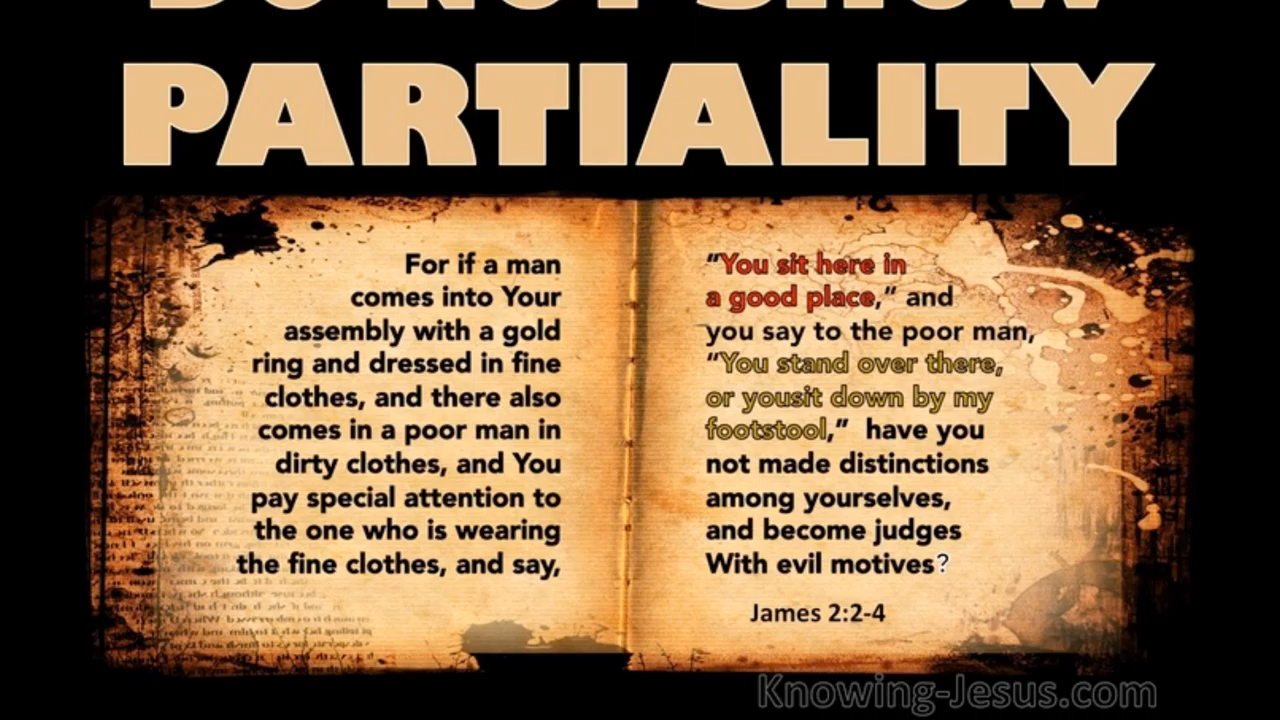 DO NOT SHOW
PARTIALITY
For if a man
comes into Your
assembly with a gold
ring and dressed in fine
clothes, and there also
comes in a poor man in
dirty clothes, and You
pay special attention to
the one who is wearing
the fine clothes, and say,
“You sit here in
a good place,” and
you say to the poor man,
“You stand over there,
or yousit down by my
footstool,” have you
not made distinctions
among yourselves,
and become judges
With evil motives?
James 2:2-4
Knowing-Jesus.com